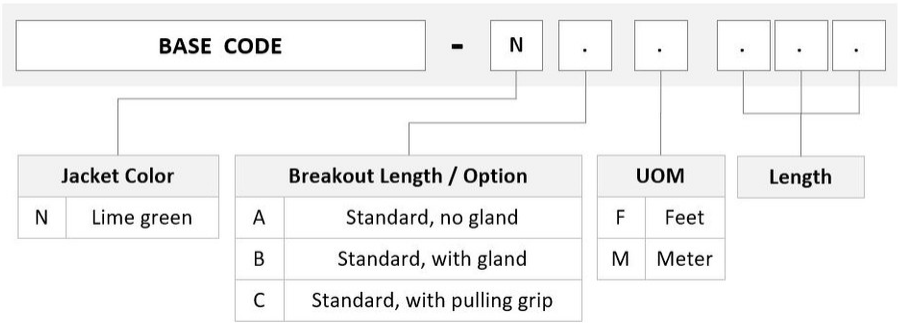 BASE CODE - N . . . . .
Jacket Color Breakout Length / Option UOM Length
N Lime green A Standard, no gland F Feet
B Standard, with gland M Meter
C Standard, with pulling grip